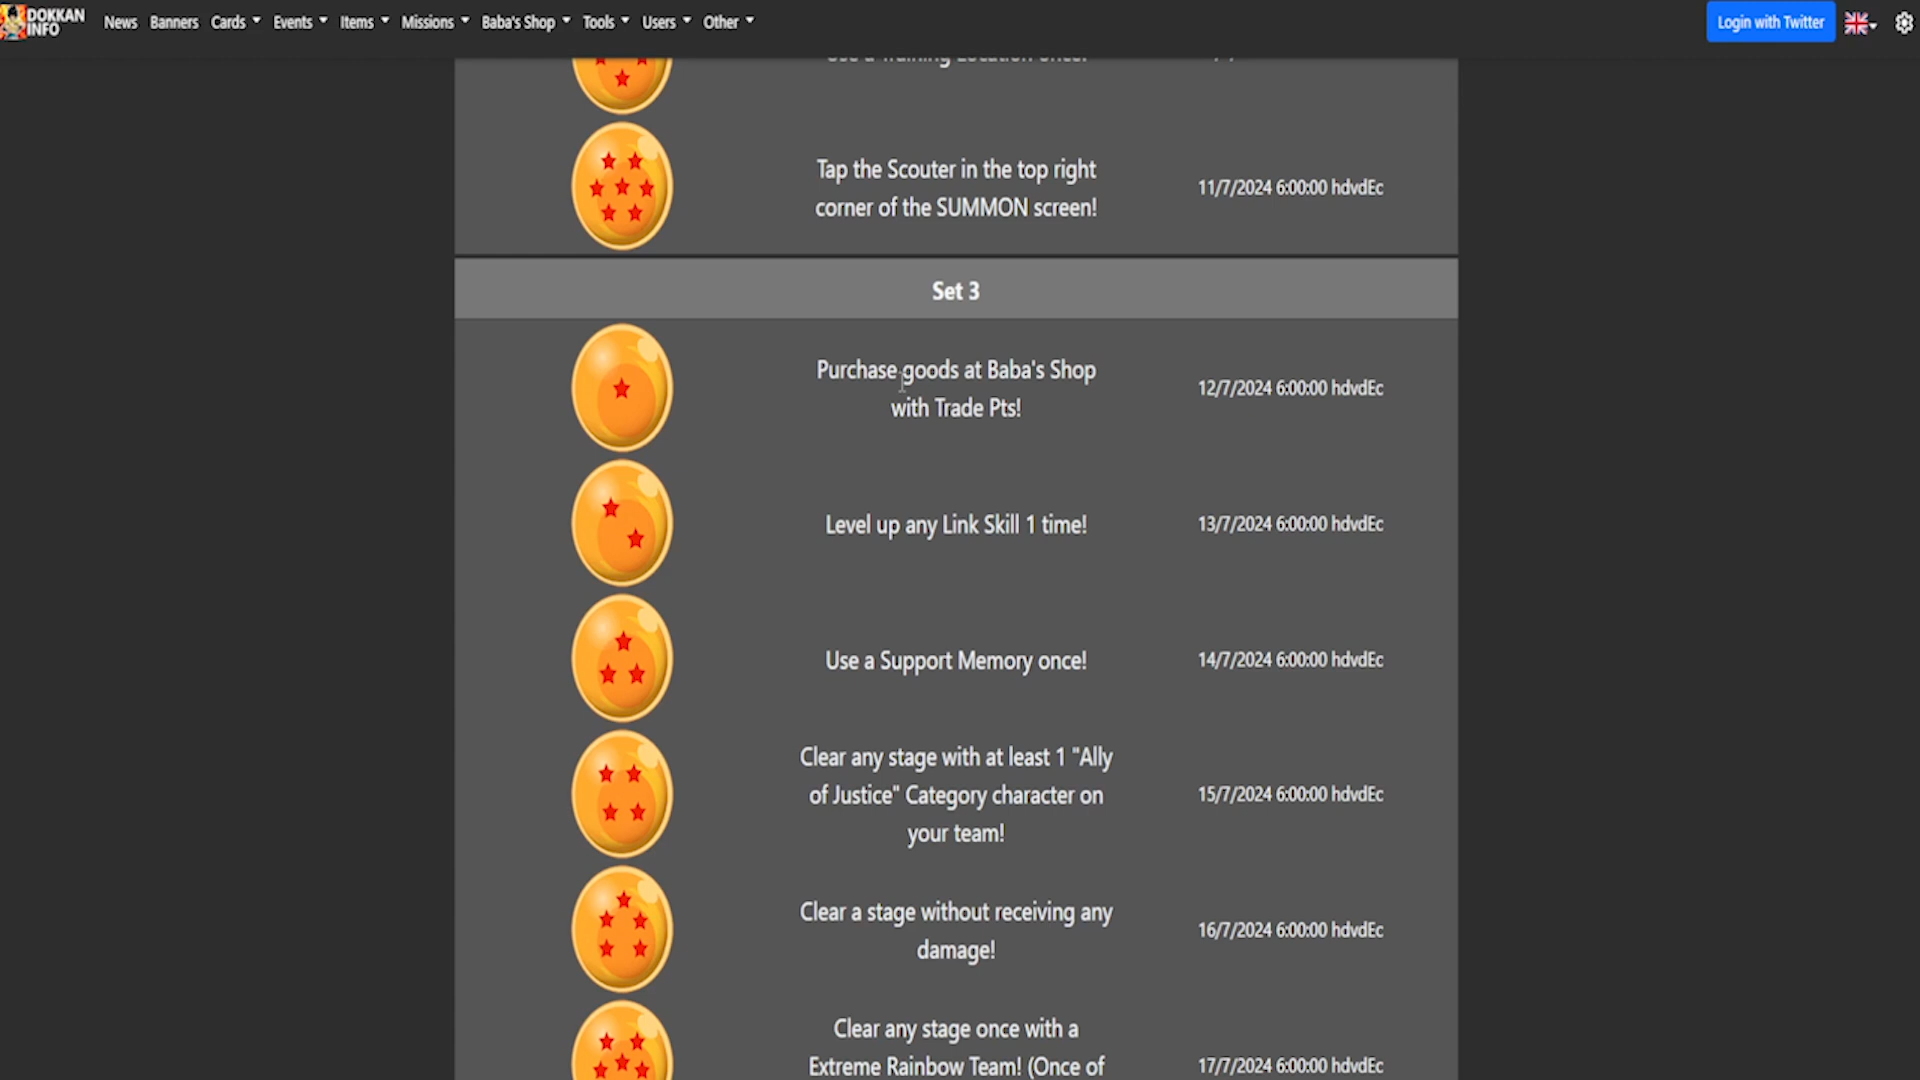 DOKKAN
INFO
News
Banners
Cards
Events
Items
Missions
Baba's Shop
Tools
Users
Other
Login with Twitter
Use a Training Location once!
Tap the Scouter in the top right
corner of the SUMMON screen!
11/7/2024 6:00:00 hdvdEc
Set 3
Purchase goods at Baba's Shop
with Trade Pts!
12/7/2024 6:00:00 hdvdEc
Level up any Link Skill 1 time!
13/7/2024 6:00:00 hdvdEc
Use a Support Memory once!
14/7/2024 6:00:00 hdvdEc
Clear any stage with at least 1 "Ally
of Justice" Category character on
your team!
15/7/2024 6:00:00 hdvdEc
Clear a stage without receiving any
damage!
16/7/2024 6:00:00 hdvdEc
Clear any stage once with a
Extreme Rainbow Team! (Once of
17/7/2024 6:00:00 hdvdEc